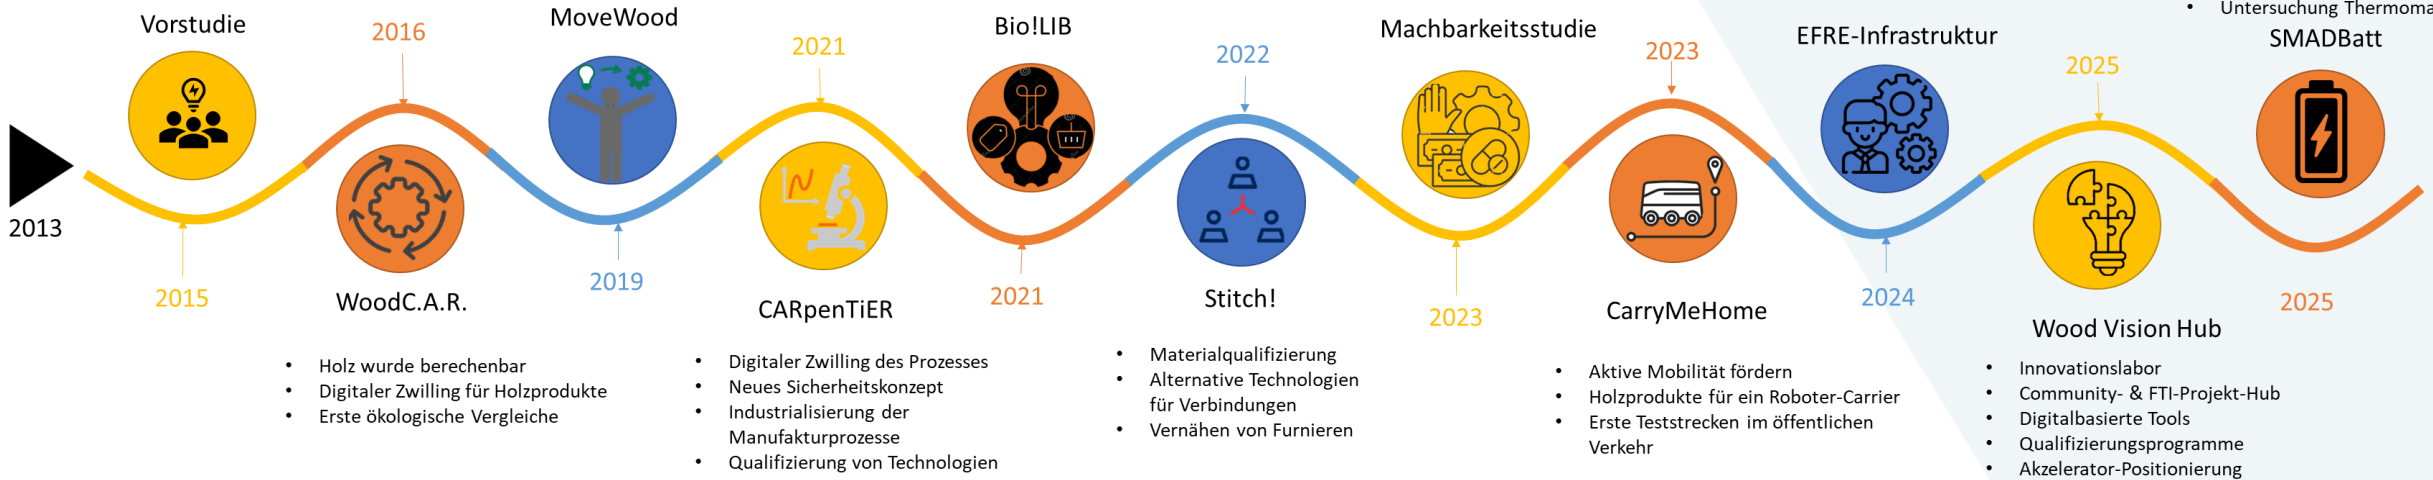 2013
Vorstudie
2015
2016
WoodC.A.R.
• Holz wurde berechenbar
• Digitaler Zwilling für Holzprodukte
• Erste ökologische Vergleiche
MoveWood
2019
2021
CARpenTiER
• Digitaler Zwilling des Prozesses
• Neues Sicherheitskonzept
• Industrialisierung der
Manufakturprozesse
• Qualifizierung von Technologien
Bio!LIB
2021
2022
Stitch!
• Materialqualifizierung
• Alternative Technologien
für Verbindungen
• Vernähen von Furnieren
Machbarkeitsstudie
2023
2023
CarryMeHome
• Aktive Mobilität fördern
• Holzprodukte für ein Roboter-Carrier
• Erste Teststrecken im öffentlichen
Verkehr
EFRE-Infrastruktur
2024
2025
Wood Vision Hub
• Innovationslabor
• Community- & FTI-Projekt-Hub
• Digitalbasierte Tools
• Qualifizierungsprogramme
• Akzelerator-Positionierung
• Untersuchung Thermoma
SMADBatt
2025